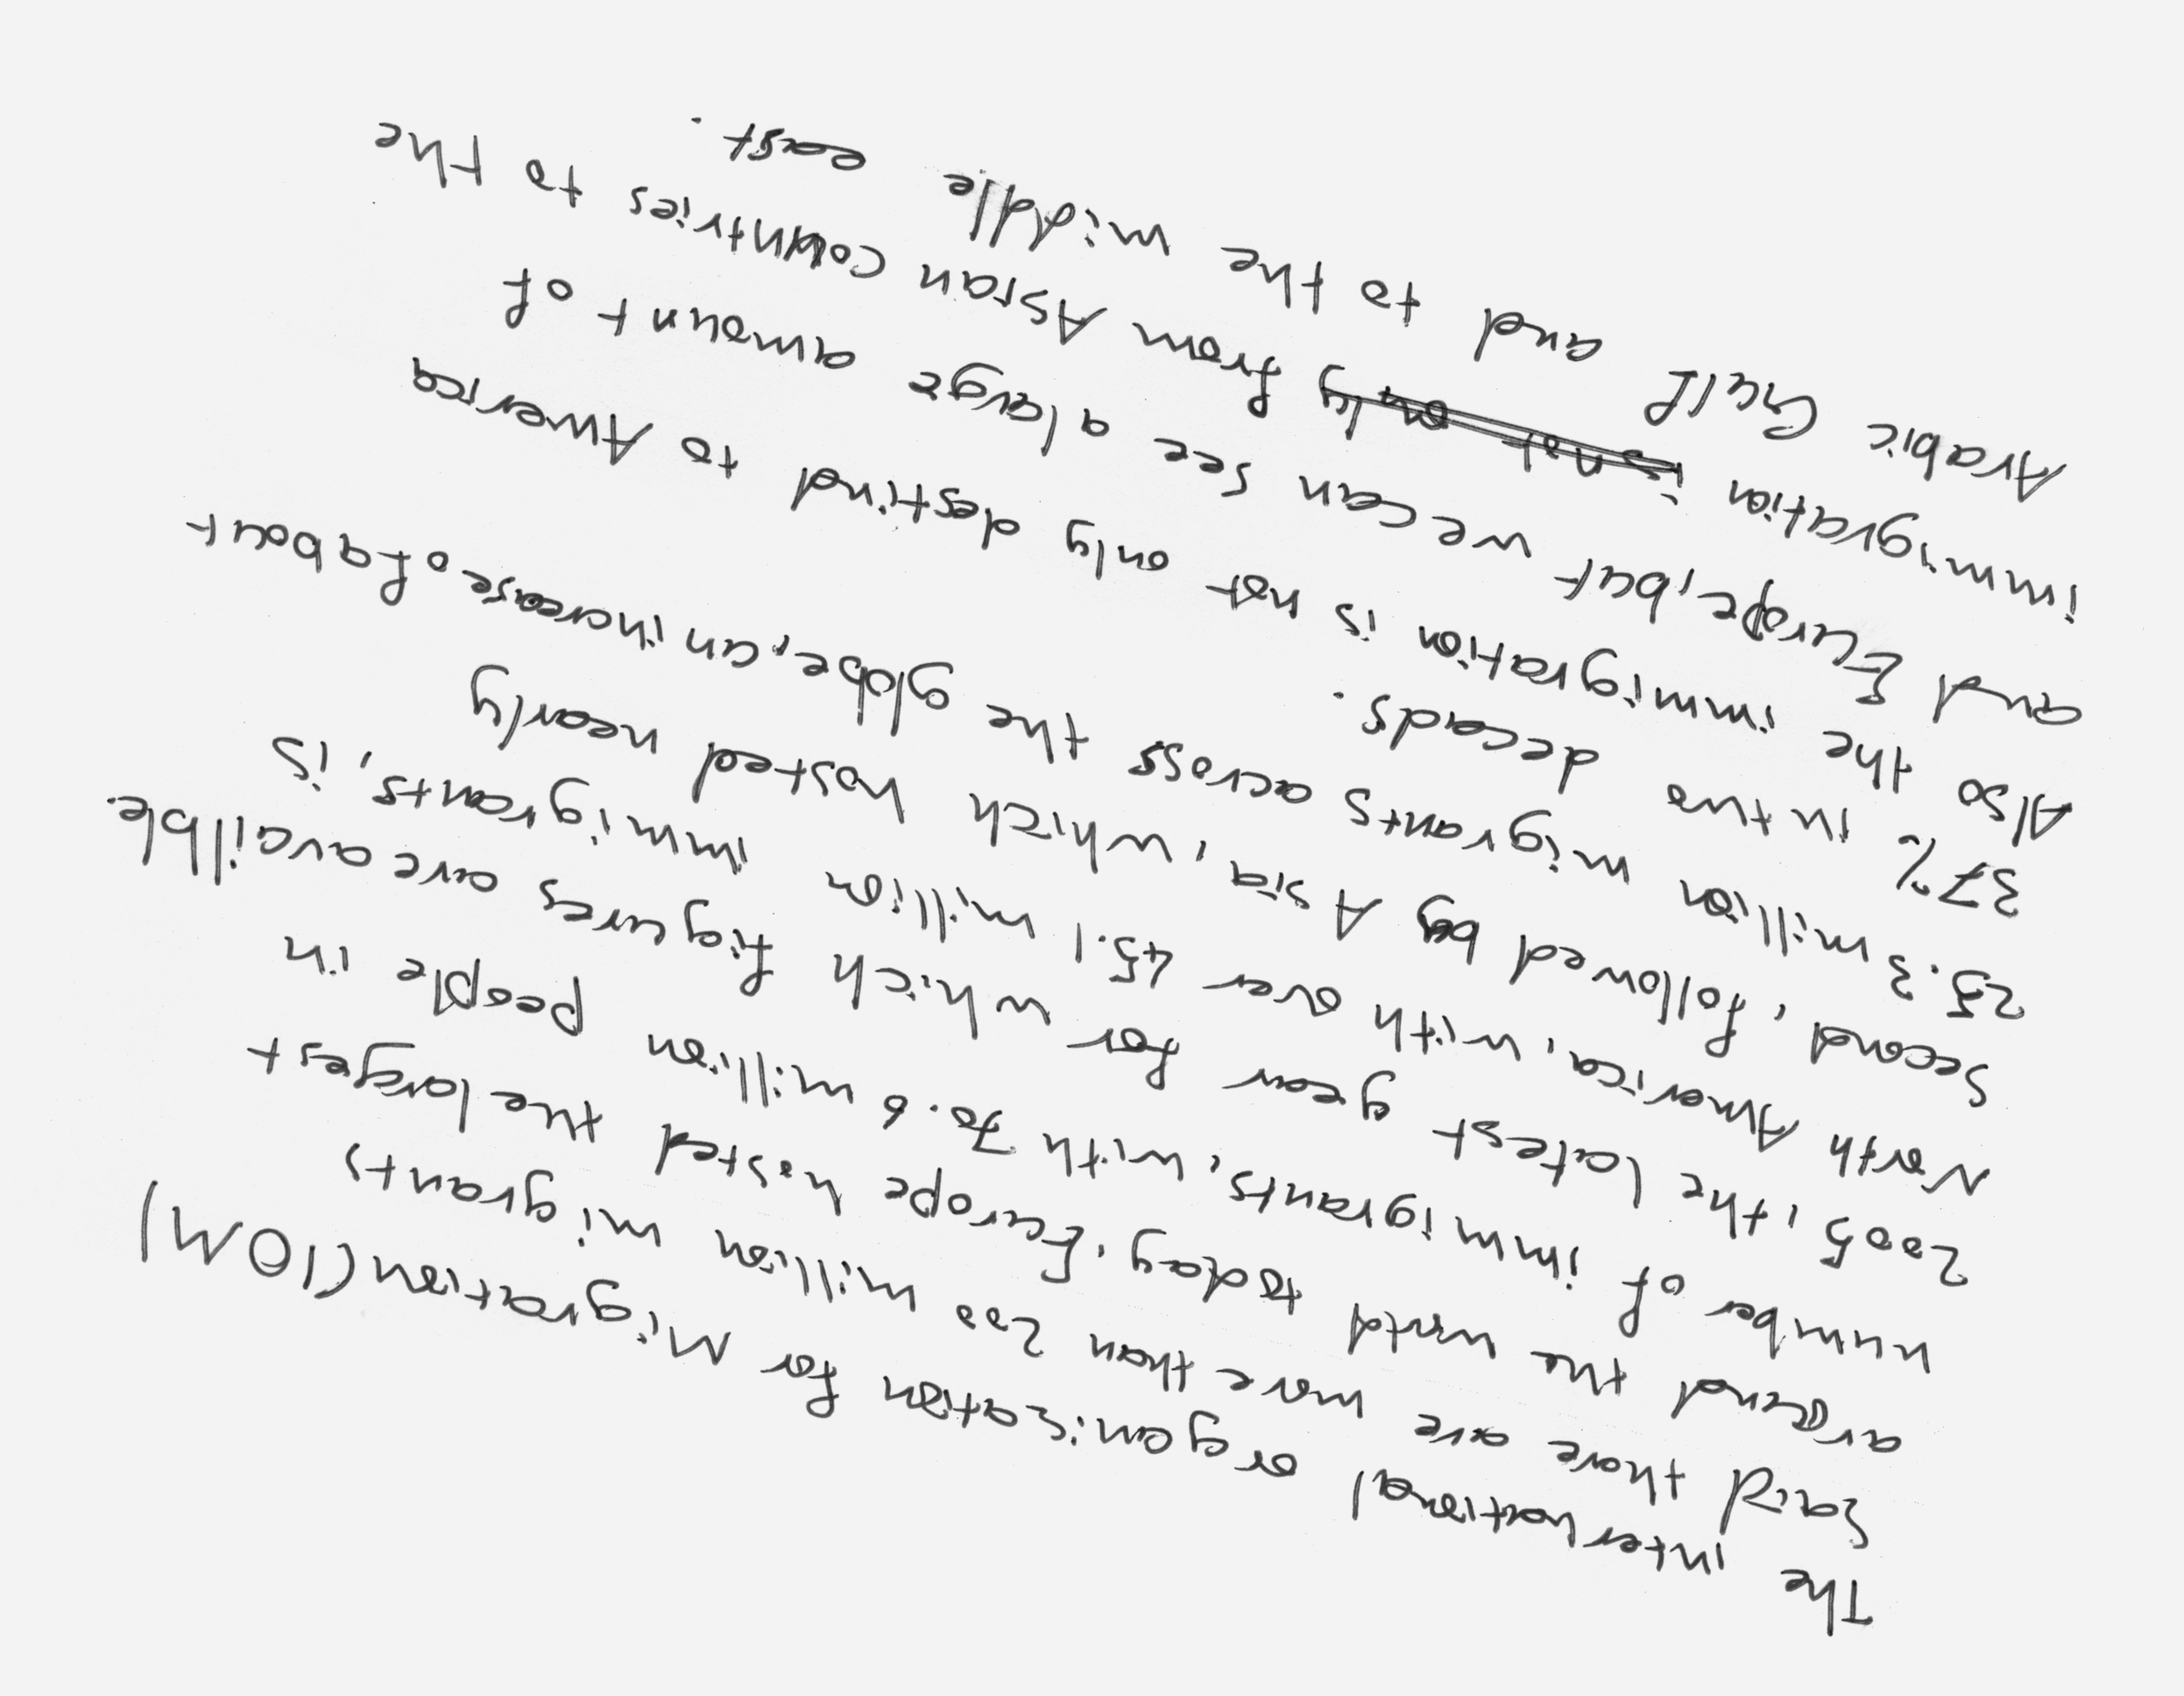 The international organization for Migration (IOM)
said there are more than 200 million migrants
around the world today, Europe hosted the largest
number of immigrants, with 70.6 million people in
2005, the latest year for which figures are availble.
North America, with over 45.1 million immigrants, is
second, followed by Asia, which hosted nearly
25.3 million migrants across the globe, an increase of about
37% in two decads.
Also the immigration is not only destind to America
and Europe, but we can see a large amount of
immigration is not only from Asian countries to the
Arabic Gulf and to the middle east.